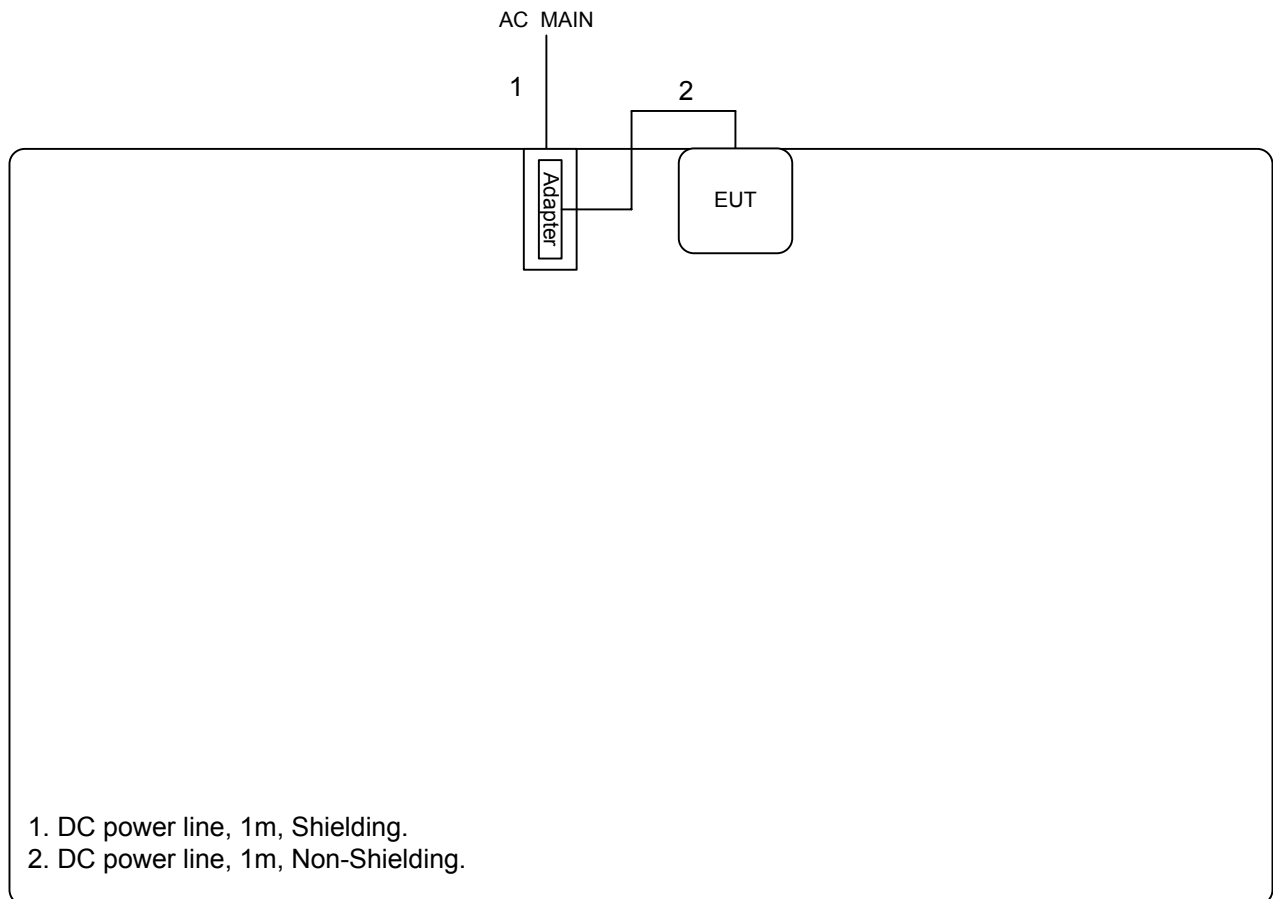 AC MAIN
1
2
Adapter
EUT
1. DC power line, 1m, Shielding.
2. DC power line, 1m, Non-Shielding.